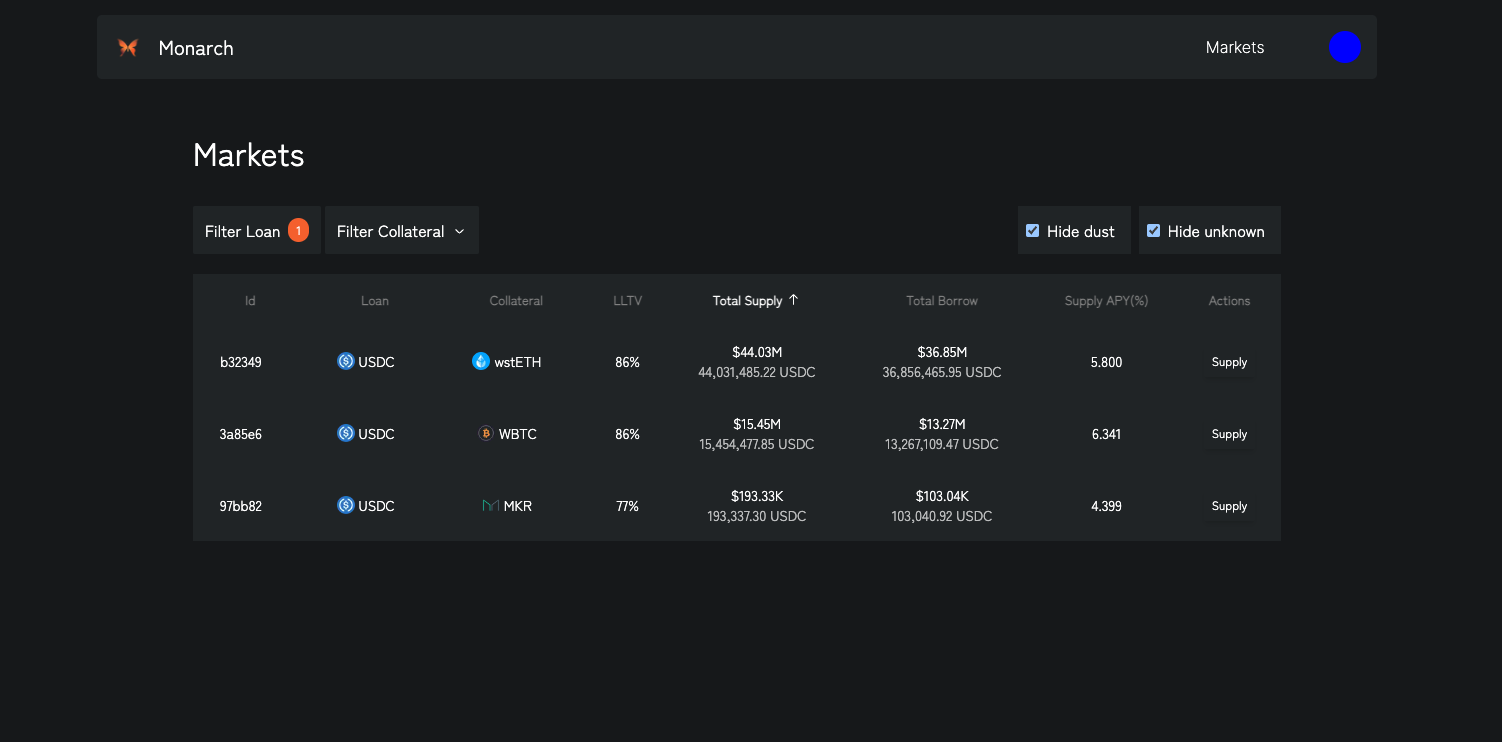 Monarch
Markets
Markets
Filter Loan 1
Filter Collateral
Hide dust
Hide unknown
Id Loan Collateral LLTV Total Supply ↑ Total Borrow Supply APY(%) Actions
b32349 USDC wstETH 86% $44.03M $36.85M 5.800 Supply
44,031,485.22 USDC 36,856,465.95 USDC
3a85e6 USDC WBTC 86% $15.45M $13.27M 6.341 Supply
15,454,477.85 USDC 13,267,109.47 USDC
97bb82 USDC MKR 77% $193.33K $103.04K 4.399 Supply
193,337.30 USDC 103,040.92 USDC